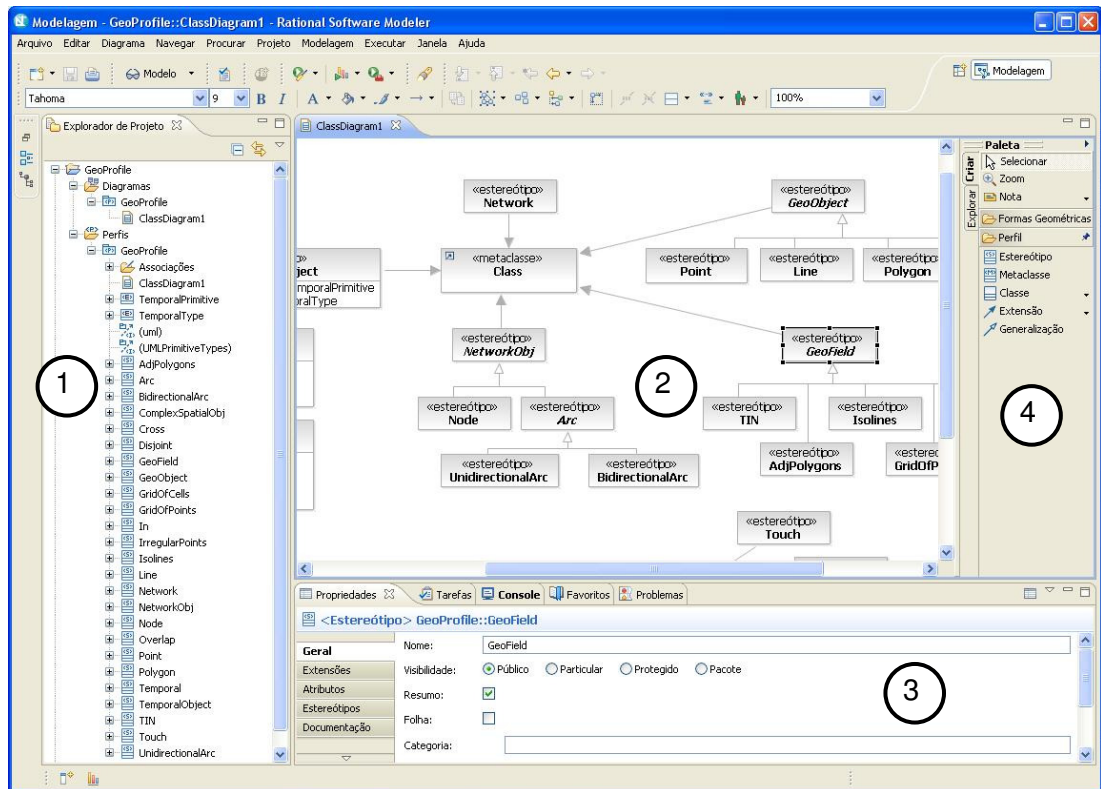 Modelagem - GeoProfile::ClassDiagram1 - Rational Software Modeler
Arquivo Editar Diagrama Navegar Procurar Projeto Modelagem Executar Janela Ajuda
Modelo
Modelagem
Tahoma 9 B I A 100%
Explorador de Projeto
GeoProfile
Diagramas
GeoProfile
ClassDiagram1
Perfis
GeoProfile
Associações
ClassDiagram1
TemporalPrimitive
TemporalType
(uml)
(UMLPrimitiveTypes)
AdjPolygons
Arc
BidirectionalArc
ComplexSpatialObj
Cross
Disjoint
GeoField
GeoObject
GridOfCells
GridOfPoints
In
IrregularPoints
Isolines
Line
Network
NetworkObj
Node
Overlap
Point
Polygon
Temporal
TemporalObject
TIN
Touch
UnidirectionalArc
1
ClassDiagram1
«estereótipo»
Network
«estereótipo»
GeoObject
«metaclasse»
Class
ject
mporalPrimitive
ralType
«estereótipo»
Point
«estereótipo»
Line
«estereótipo»
Polygon
«estereótipo»
NetworkObj
«estereótipo»
GeoField
«estereótipo»
Node
«estereótipo»
Arc
«estereótipo»
UnidirectionalArc
«estereótipo»
BidirectionalArc
2
«estereótipo»
TIN
«estereótipo»
Isolines
«estereótipo»
AdjPolygons
«estereó
GridOfP
«estereótipo»
Touch
Criar
Explorar
Paleta
Selecionar
Zoom
Nota
Formas Geométricas
Perfil
Estereótipo
Metaclasse
Classe
Extensão
Generalização
4
Propriedades Tarefas Console Favoritos Problemas
<Estereótipo> GeoProfile::GeoField
Geral
Extensões
Atributos
Estereótipos
Documentação
Nome: GeoField
Visibilidade: Público Particular Protegido Pacote
Resumo:
Folha:
Categoria:
3